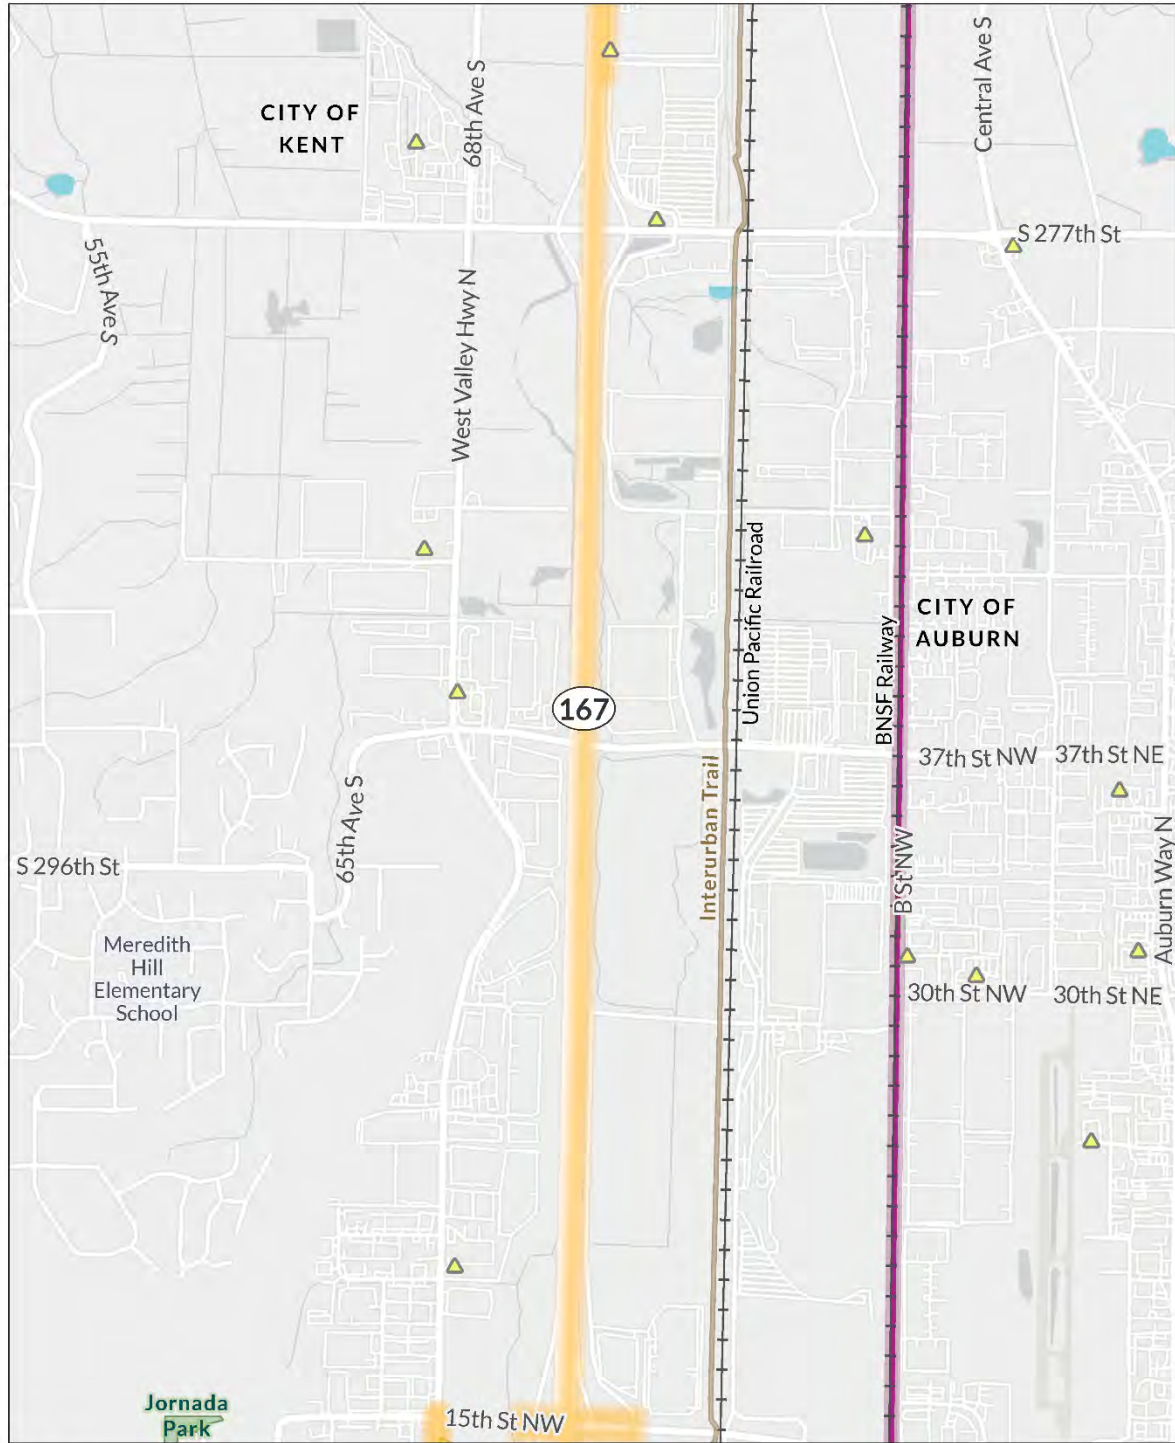 Central Ave S
68th Ave S
CITY OF
KENT
S 277th St
55th Ave S
West Valley Hwy N
Union Pacific Railroad
CITY OF
AUBURN
BNSF Railway
167
37th St NW
37th St NE
Interurban Trail
65th Ave S
B St NW
Auburn Way N
S 296th St
Meredith
Hill
Elementary
School
30th St NW
30th St NE
Jornada
Park
15th St NW